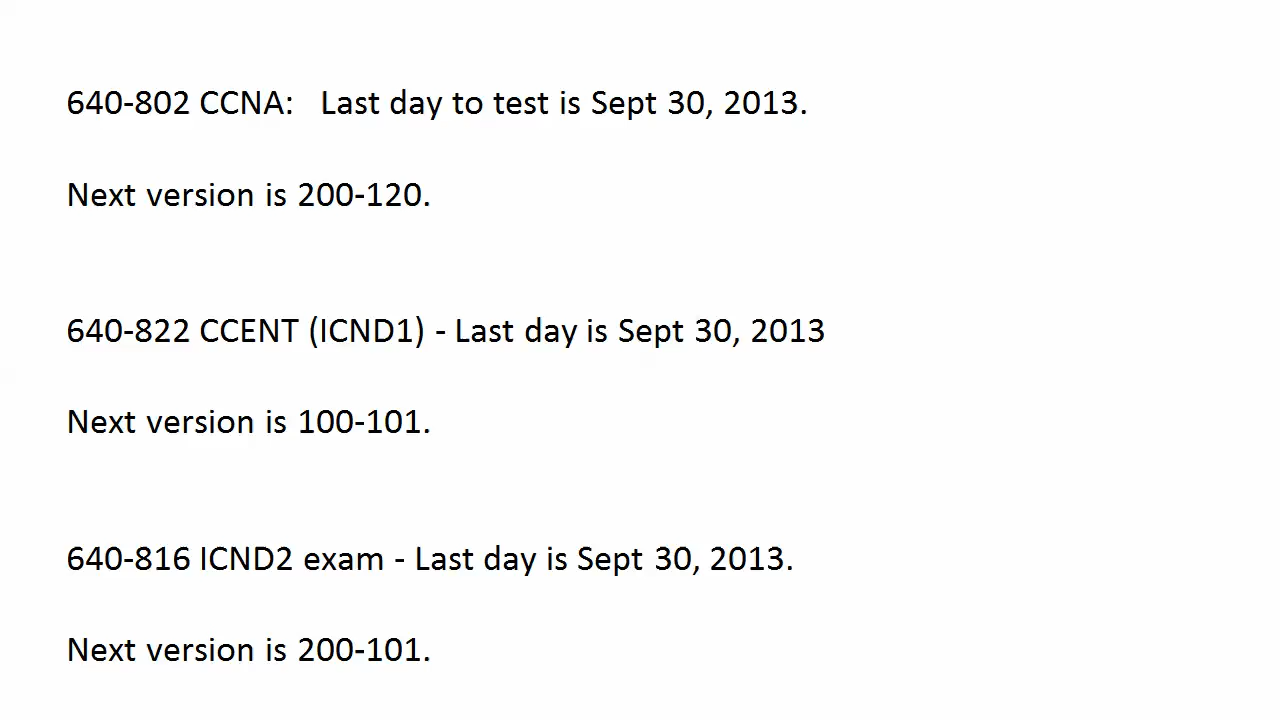 640-802 CCNA:   Last day to test is Sept 30, 2013.
Next version is 200-120.
640-822 CCENT (ICND1) - Last day is Sept 30, 2013
Next version is 100-101.
640-816 ICND2 exam - Last day is Sept 30, 2013.
Next version is 200-101.